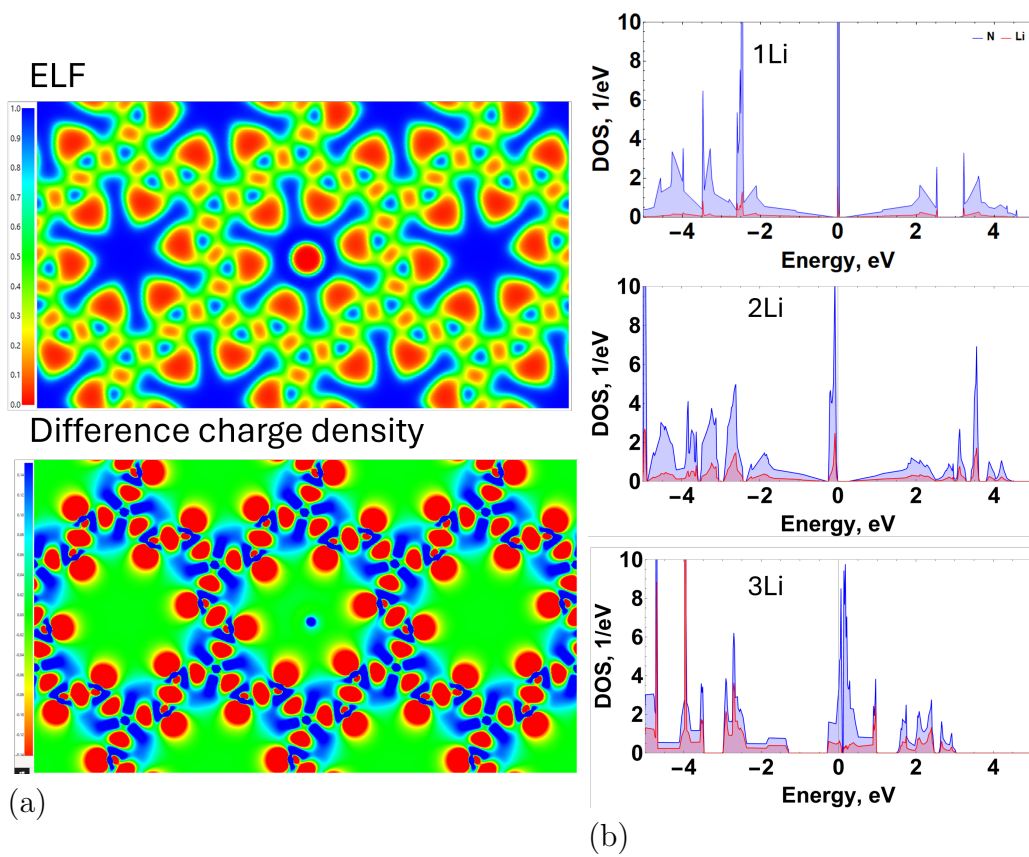 ELF
1.0
0.9
0.8
0.7
0.6
0.5
0.4
0.3
0.2
0.1
0.0
Difference charge density
(a)
10
8
6
4
2
0
DOS, 1/eV
1Li
N Li
−4 −2 0 2 4
Energy, eV
10
8
6
4
2
0
DOS, 1/eV
2Li
−4 −2 0 2 4
Energy, eV
10
8
6
4
2
0
DOS, 1/eV
3Li
−4 −2 0 2 4
Energy, eV
(b)